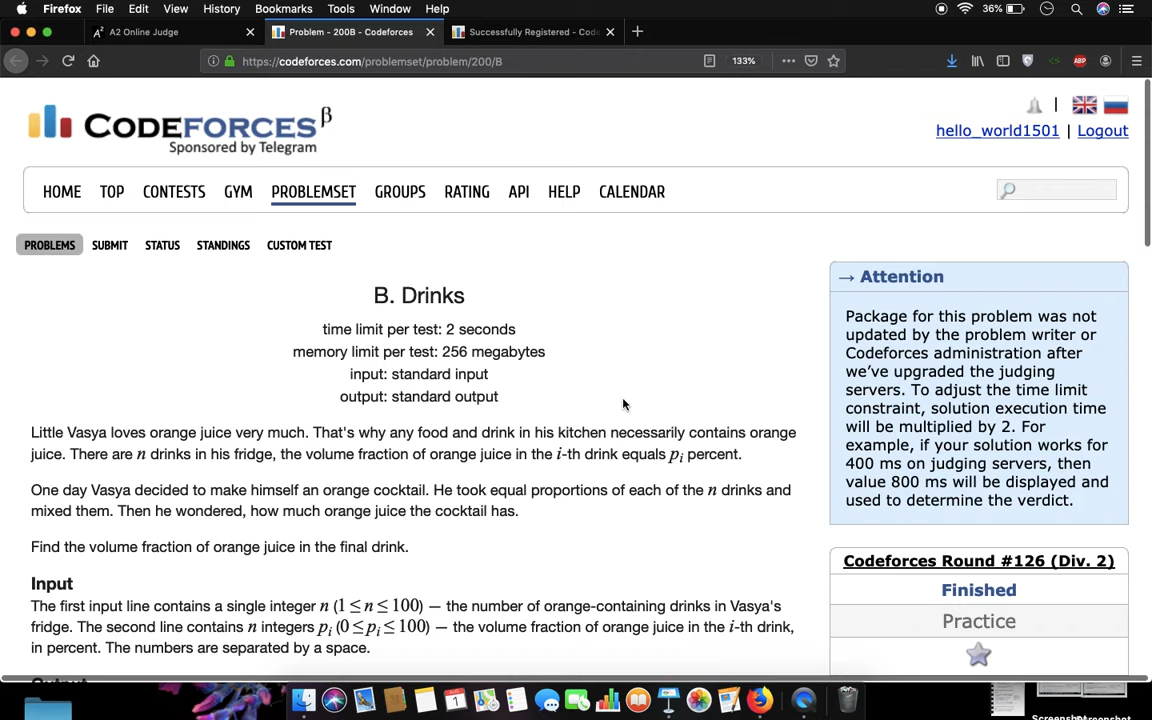 Firefox File Edit View History Bookmarks Tools Window Help 36%
A2 Online Judge Problem - 200B - Codeforces Successfully Registered - Code
https://codeforces.com/problemset/problem/200/B 133% ABP
CODEFORCES β
Sponsored by Telegram
hello_world1501 | Logout
HOME TOP CONTESTS GYM PROBLEMSET GROUPS RATING API HELP CALENDAR
PROBLEMS SUBMIT STATUS STANDINGS CUSTOM TEST
B. Drinks
time limit per test: 2 seconds
memory limit per test: 256 megabytes
input: standard input
output: standard output
Little Vasya loves orange juice very much. That's why any food and drink in his kitchen necessarily contains orange
juice. There are n drinks in his fridge, the volume fraction of orange juice in the i-th drink equals pi percent.
One day Vasya decided to make himself an orange cocktail. He took equal proportions of each of the n drinks and
mixed them. Then he wondered, how much orange juice the cocktail has.
Find the volume fraction of orange juice in the final drink.
Input
The first input line contains a single integer n (1 ≤ n ≤ 100) — the number of orange-containing drinks in Vasya's
fridge. The second line contains n integers pi (0 ≤ pi ≤ 100) — the volume fraction of orange juice in the i-th drink,
in percent. The numbers are separated by a space.
→ Attention
Package for this problem was not
updated by the problem writer or
Codeforces administration after
we've upgraded the judging
servers. To adjust the time limit
constraint, solution execution time
will be multiplied by 2. For
example, if your solution works for
400 ms on judging servers, then
value 800 ms will be displayed and
used to determine the verdict.
Codeforces Round #126 (Div. 2)
Finished
Practice